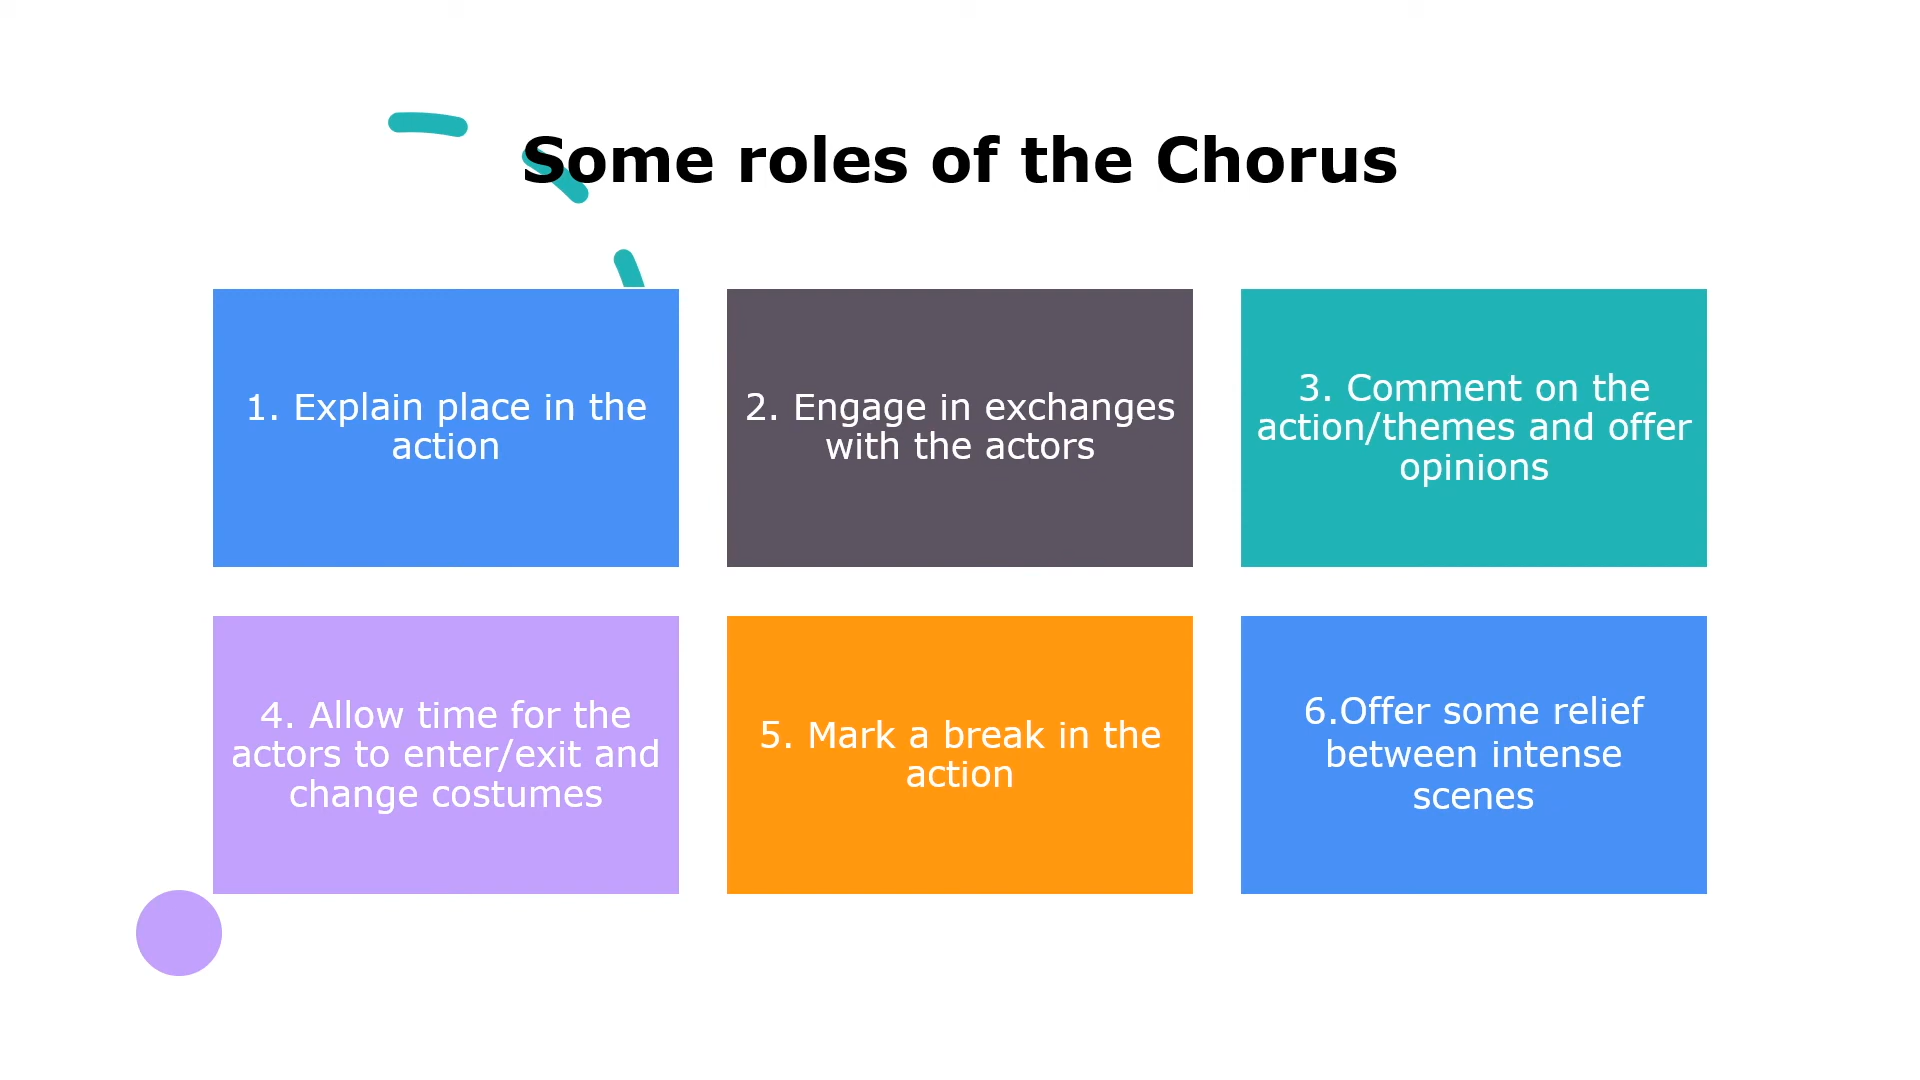 Some roles of the Chorus
1. Explain place in the
action
2. Engage in exchanges
with the actors
3. Comment on the
action/themes and offer
opinions
4. Allow time for the
actors to enter/exit and
change costumes
5. Mark a break in the
action
6.Offer some relief
between intense
scenes